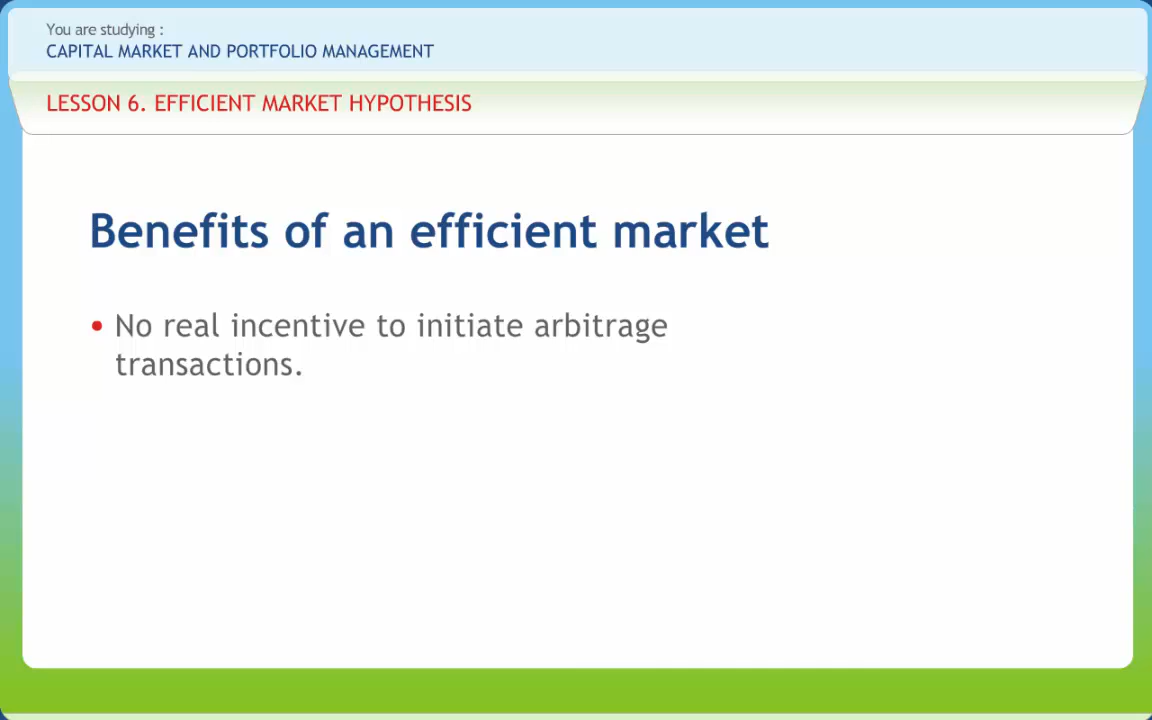 You are studying :
CAPITAL MARKET AND PORTFOLIO MANAGEMENT
LESSON 6. EFFICIENT MARKET HYPOTHESIS
Benefits of an efficient market
• No real incentive to initiate arbitrage
transactions.